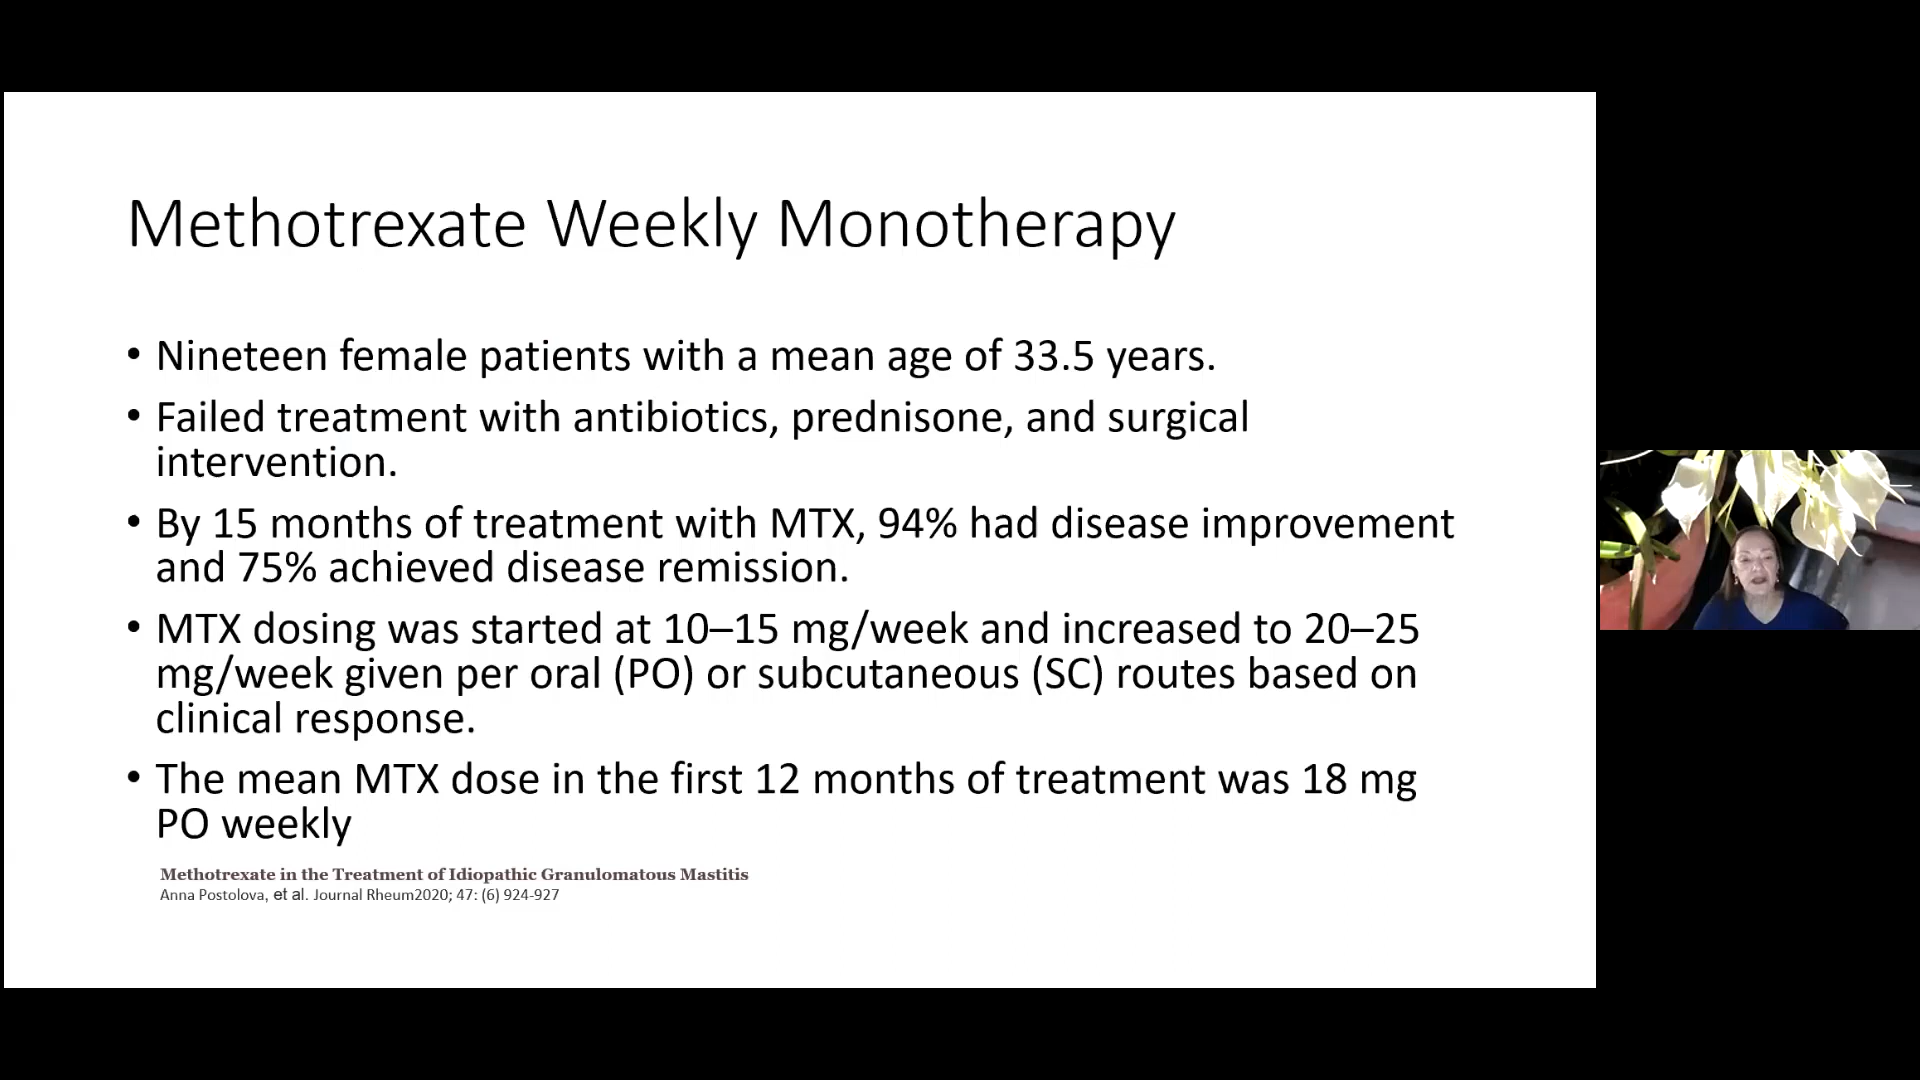 Methotrexate Weekly Monotherapy
• Nineteen female patients with a mean age of 33.5 years.
• Failed treatment with antibiotics, prednisone, and surgical
intervention.
• By 15 months of treatment with MTX, 94% had disease improvement
and 75% achieved disease remission.
• MTX dosing was started at 10–15 mg/week and increased to 20–25
mg/week given per oral (PO) or subcutaneous (SC) routes based on
clinical response.
• The mean MTX dose in the first 12 months of treatment was 18 mg
PO weekly
Methotrexate in the Treatment of Idiopathic Granulomatous Mastitis
Anna Postolova, et al. Journal Rheum2020; 47: (6) 924-927